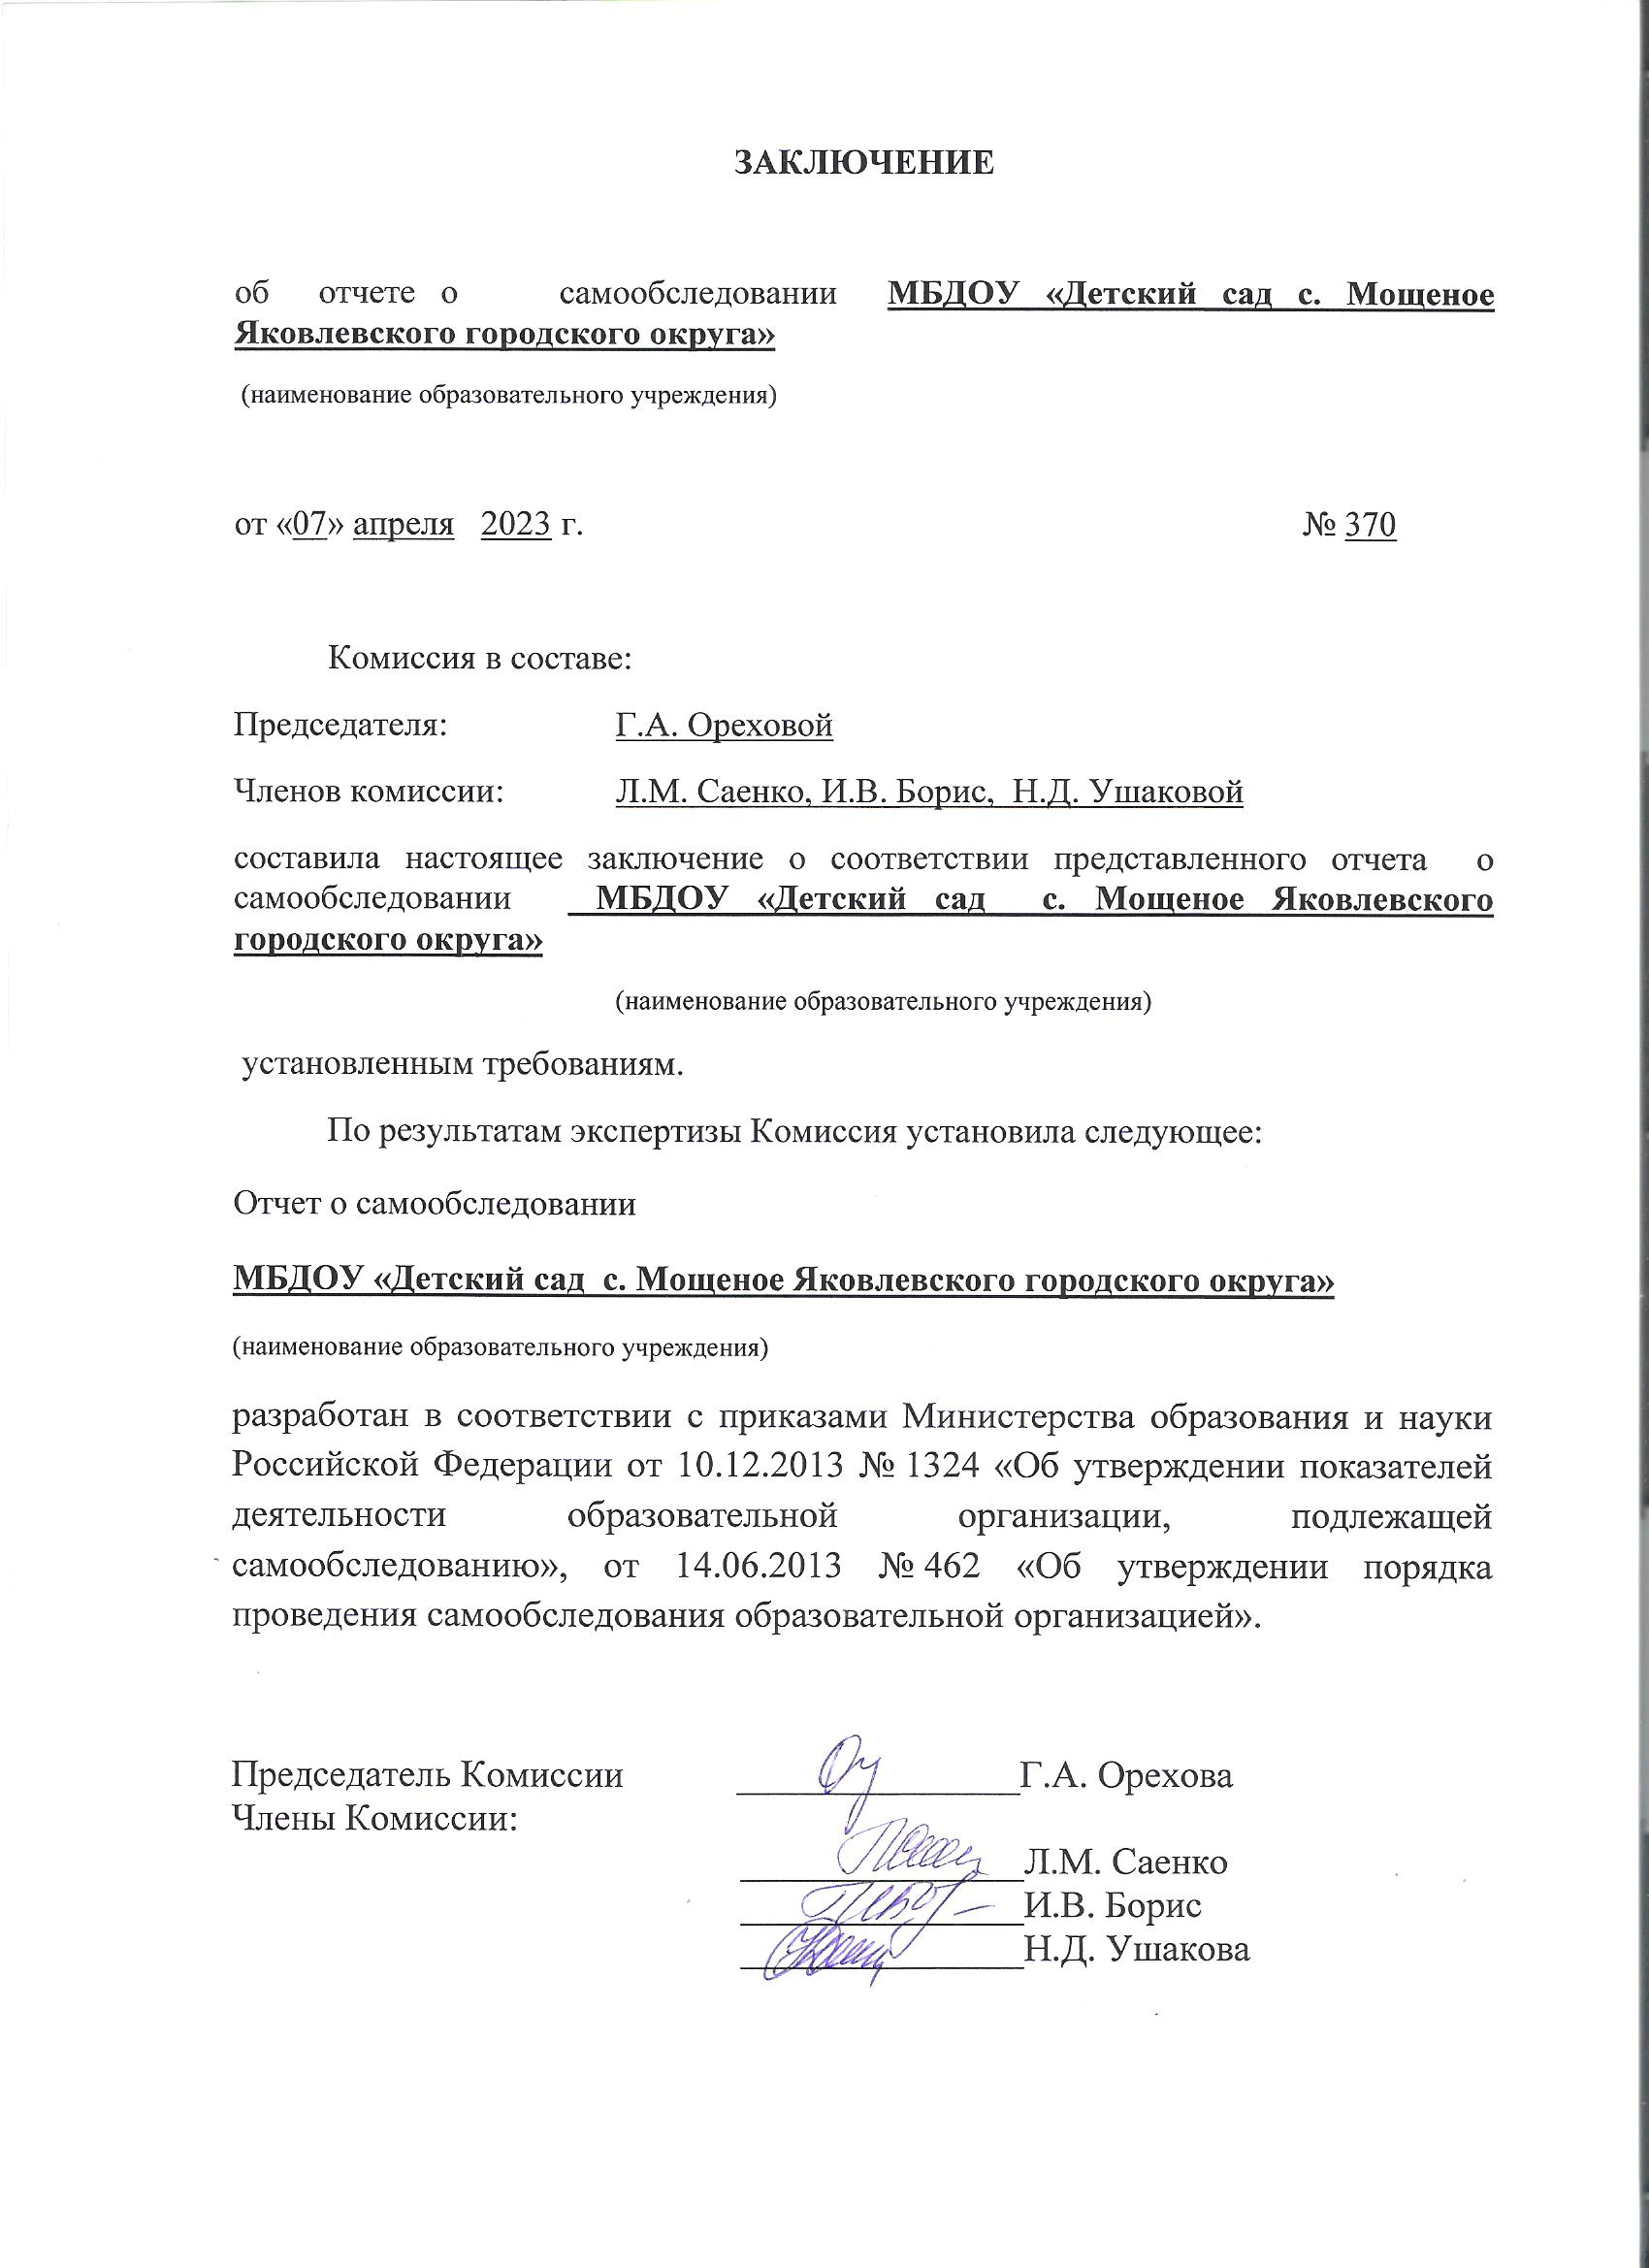 ЗАКЛЮЧЕНИЕ
об отчете о самообследовании МБДОУ «Детский сад с. Мощеное
Яковлевского городского округа»
(наименование образовательного учреждения)
от «07» апреля 2023 г. № 370
Комиссия в составе:
Председателя: Г.А. Ореховой
Членов комиссии: Л.М. Саенко, И.В. Борис, Н.Д. Ушаковой
составила настоящее заключение о соответствии представленного отчета о
самообследовании МБДОУ «Детский сад с. Мощеное Яковлевского
городского округа»
(наименование образовательного учреждения)
установленным требованиям.
По результатам экспертизы Комиссия установила следующее:
Отчет о самообследовании
МБДОУ «Детский сад с. Мощеное Яковлевского городского округа»
(наименование образовательного учреждения)
разработан в соответствии с приказами Министерства образования и науки
Российской Федерации от 10.12.2013 № 1324 «Об утверждении показателей
деятельности образовательной организации, подлежащей
самообследованию», от 14.06.2013 № 462 «Об утверждении порядка
проведения самообследования образовательной организацией».
Председатель Комиссии Г.А. Орехова
Члены Комиссии:
Л.М. Саенко
И.В. Борис
Н.Д. Ушакова